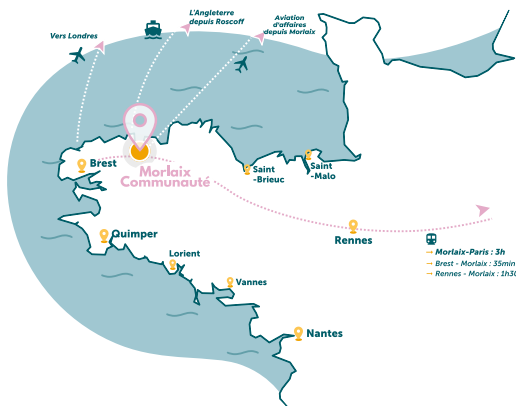 Vers Londres
L'Angleterre
depuis Roscoff
Aviation
d'affaires
depuis Morlaix
Brest
Morlaix
Communauté
Saint
-Brieuc
Saint
-Malo
Quimper
Rennes
Lorient
Vannes
Nantes
→ Morlaix-Paris : 3h
→ Brest - Morlaix : 35min
→ Rennes - Morlaix : 1h30